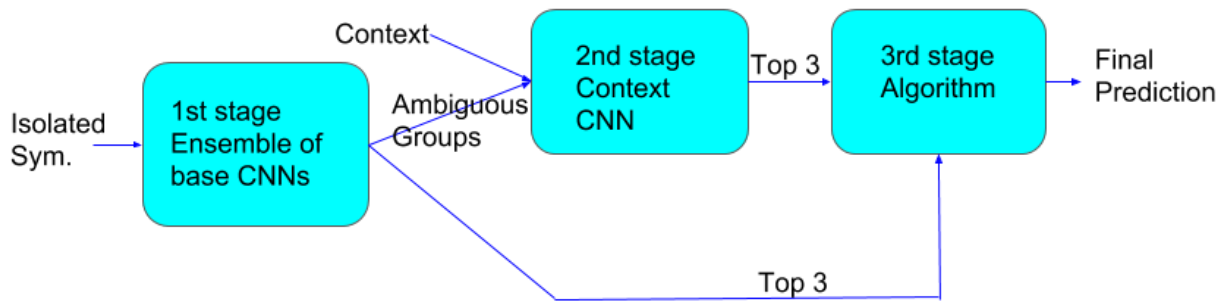 Isolated
Sym.
1st stage
Ensemble of
base CNNs
Context
Ambiguous
Groups
2nd stage
Context
CNN
Top 3
3rd stage
Algorithm
Final
Prediction
Top 3